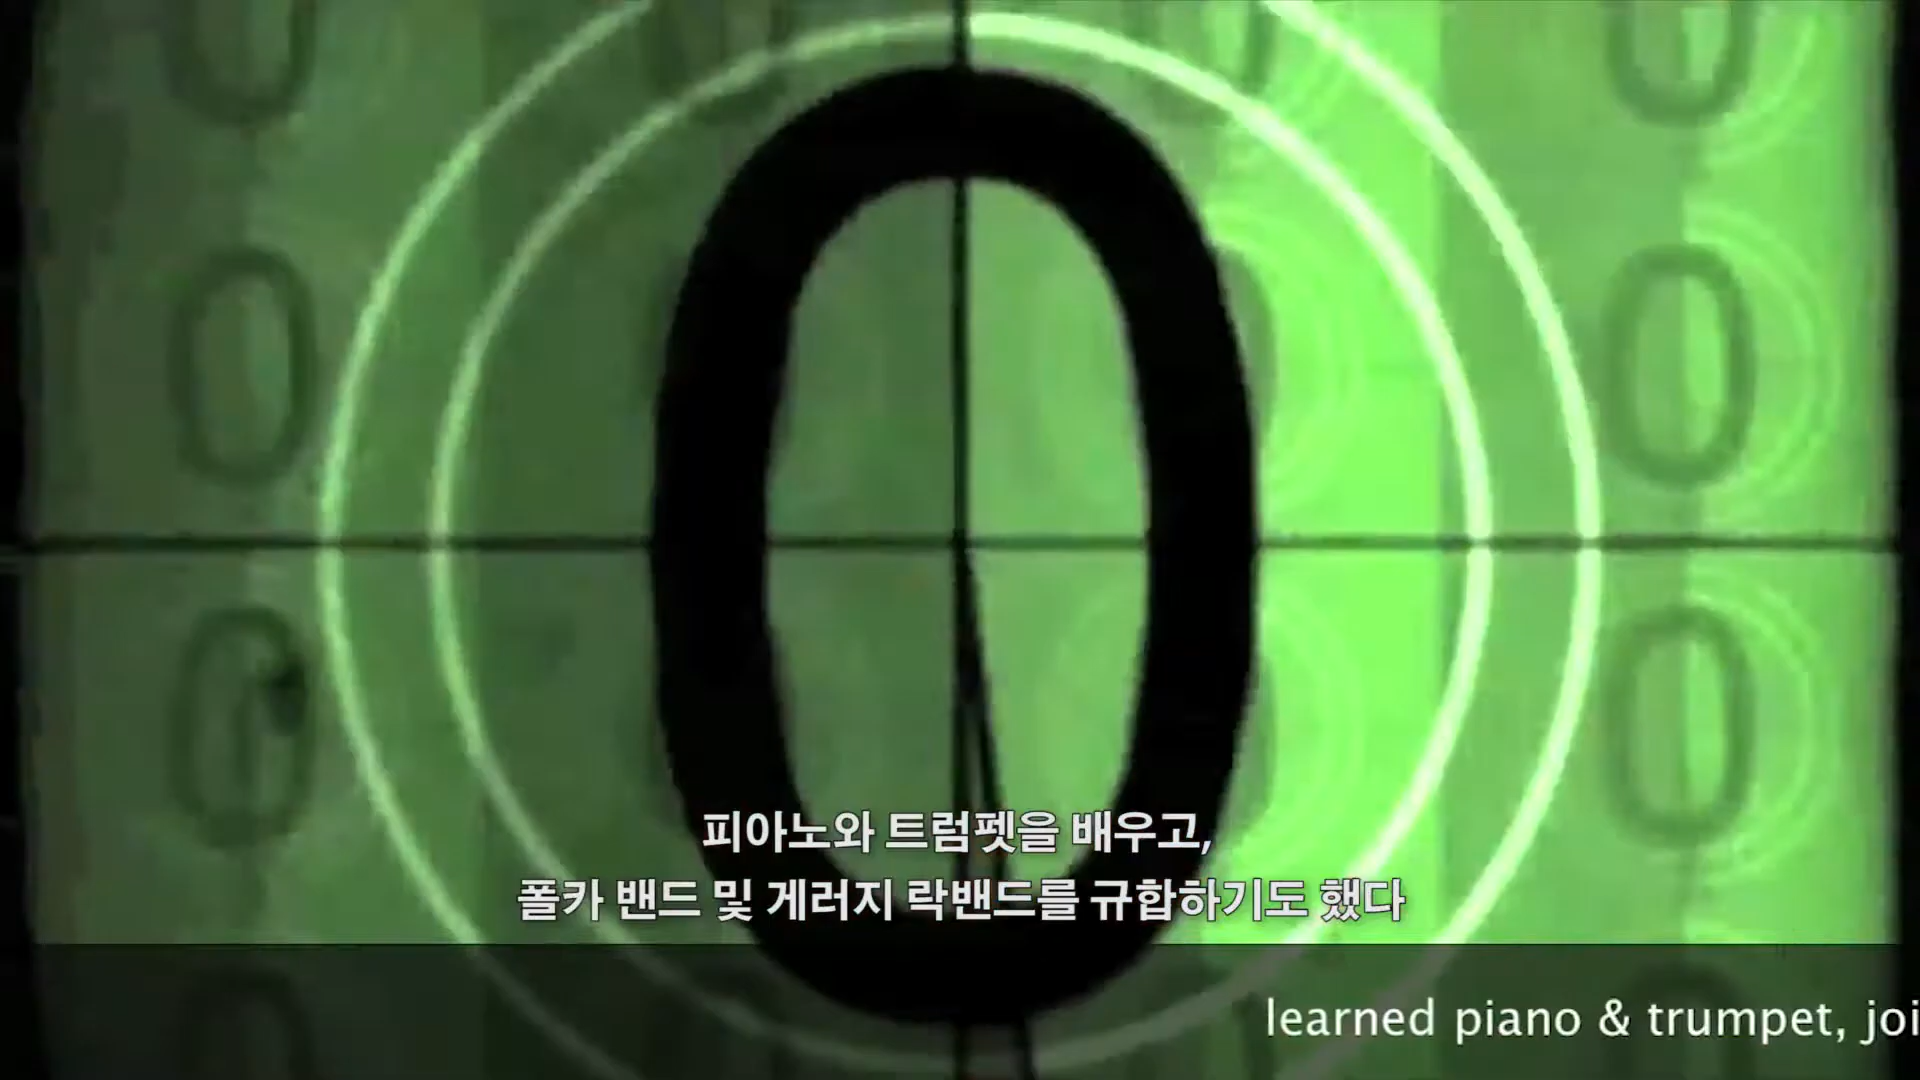 0
피아노와 트럼펫을 배우고,
폴카 밴드 및 게러지 락밴드를 규합하기도 했다
learned piano & trumpet, joi